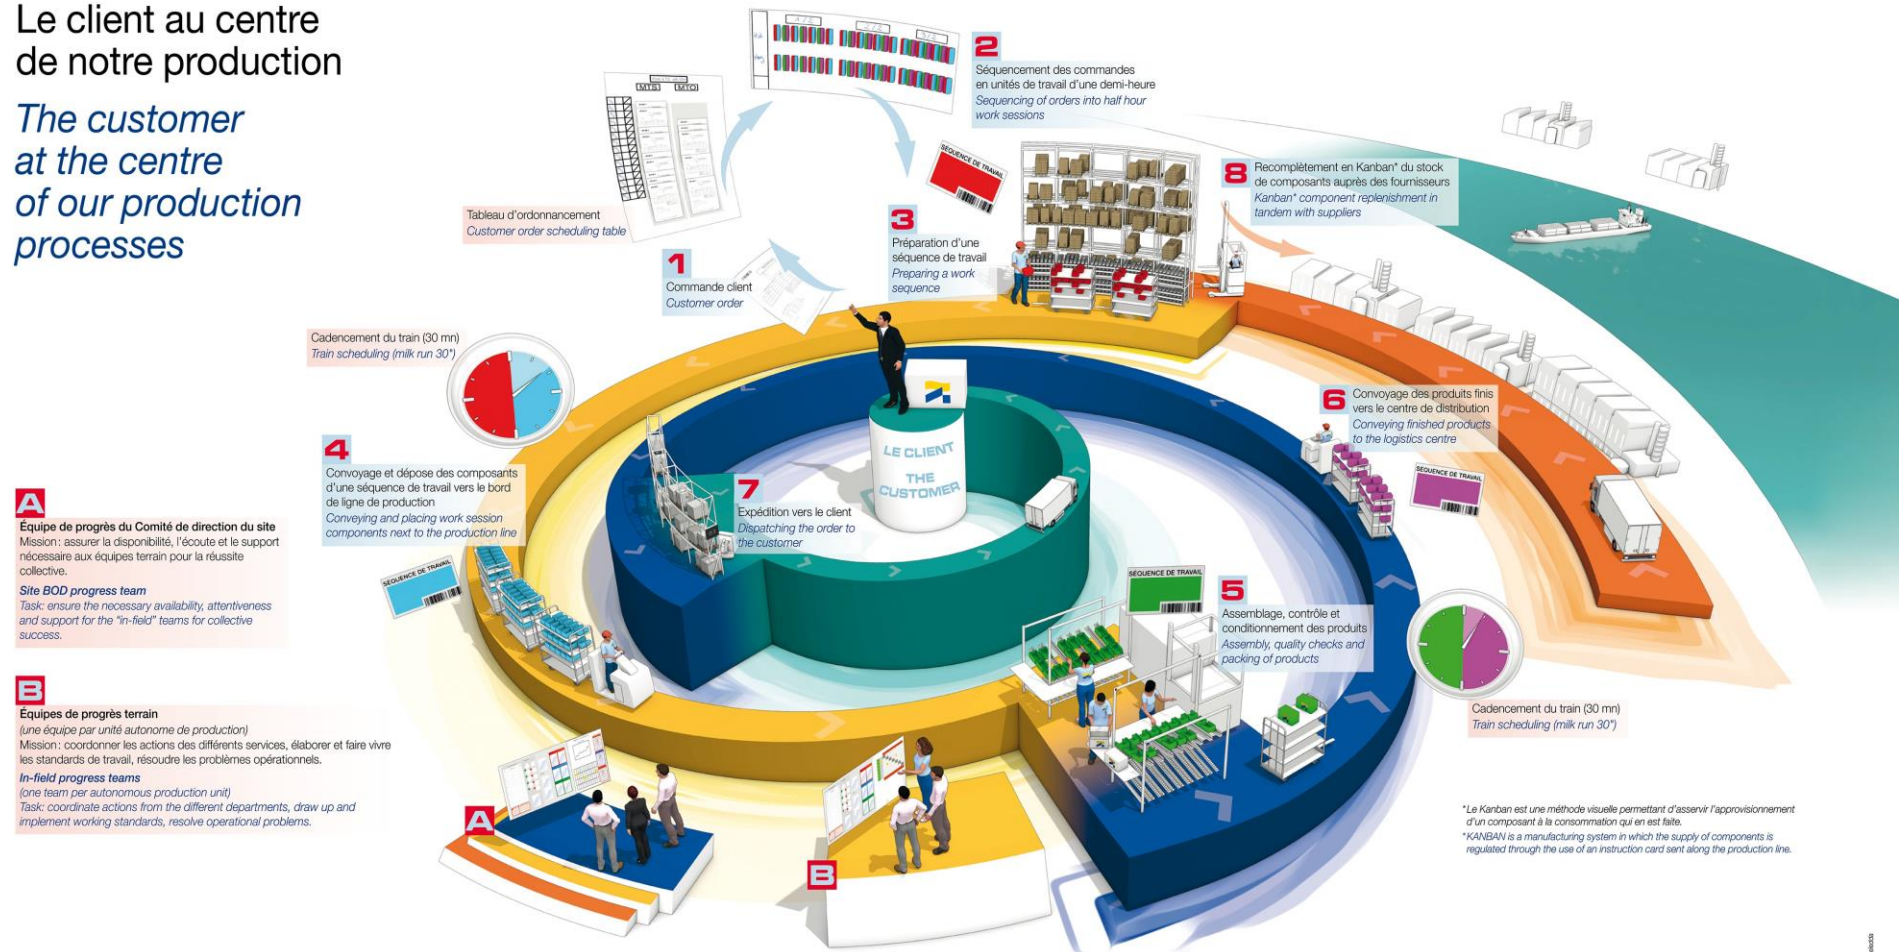 Le client au centre
de notre production
The customer
at the centre
of our production
processes
Tableau d'ordonnancement
Customer order scheduling table
MTS
MTO
1
Commande client
Customer order
2
Séquencement des commandes
en unités de travail d'une demi-heure
Sequencing of orders into half hour
work sessions
SÉQUENCE DE TRAVAIL
3
Préparation d'une
séquence de travail
Preparing a work
sequence
8
Recomplètement en Kanban* du stock
de composants auprès des fournisseurs
Kanban* component replenishment in
tandem with suppliers
Cadencement du train (30 mn)
Train scheduling (milk run 30")
4
Convoyage et dépose des composants
d'une séquence de travail vers le bord
de ligne de production
Conveying and placing work session
components next to the production line
SÉQUENCE DE TRAVAIL
LE CLIENT
THE
CUSTOMER
7
Expédition vers le client
Dispatching the order to
the customer
6
Convoyage des produits finis
vers le centre de distribution
Conveying finished products
to the logistics centre
SÉQUENCE DE TRAVAIL
SÉQUENCE DE TRAVAIL
5
Assemblage, contrôle et
conditionnement des produits
Assembly, quality checks and
packing of products
Cadencement du train (30 mn)
Train scheduling (milk run 30")
A
Équipe de progrès du Comité de direction du site
Mission : assurer la disponibilité, l'écoute et le support
nécessaire aux équipes terrain pour la réussite
collective.
Site BOD progress team
Task: ensure the necessary availability, attentiveness
and support for the "in-field" teams for collective
success.
B
Équipes de progrès terrain
(une équipe par unité autonome de production)
Mission : coordonner les actions des différents services, élaborer et faire vivre
les standards de travail, résoudre les problèmes opérationnels.
In-field progress teams
(one team per autonomous production unit)
Task: coordinate actions from the different departments, draw up and
implement working standards, resolve operational problems.
A
B
*Le Kanban est une méthode visuelle permettant d'asservir l'approvisionnement
d'un composant à la consommation qui en est faite.
*KANBAN is a manufacturing system in which the supply of components is
regulated through the use of an instruction card sent along the production line.